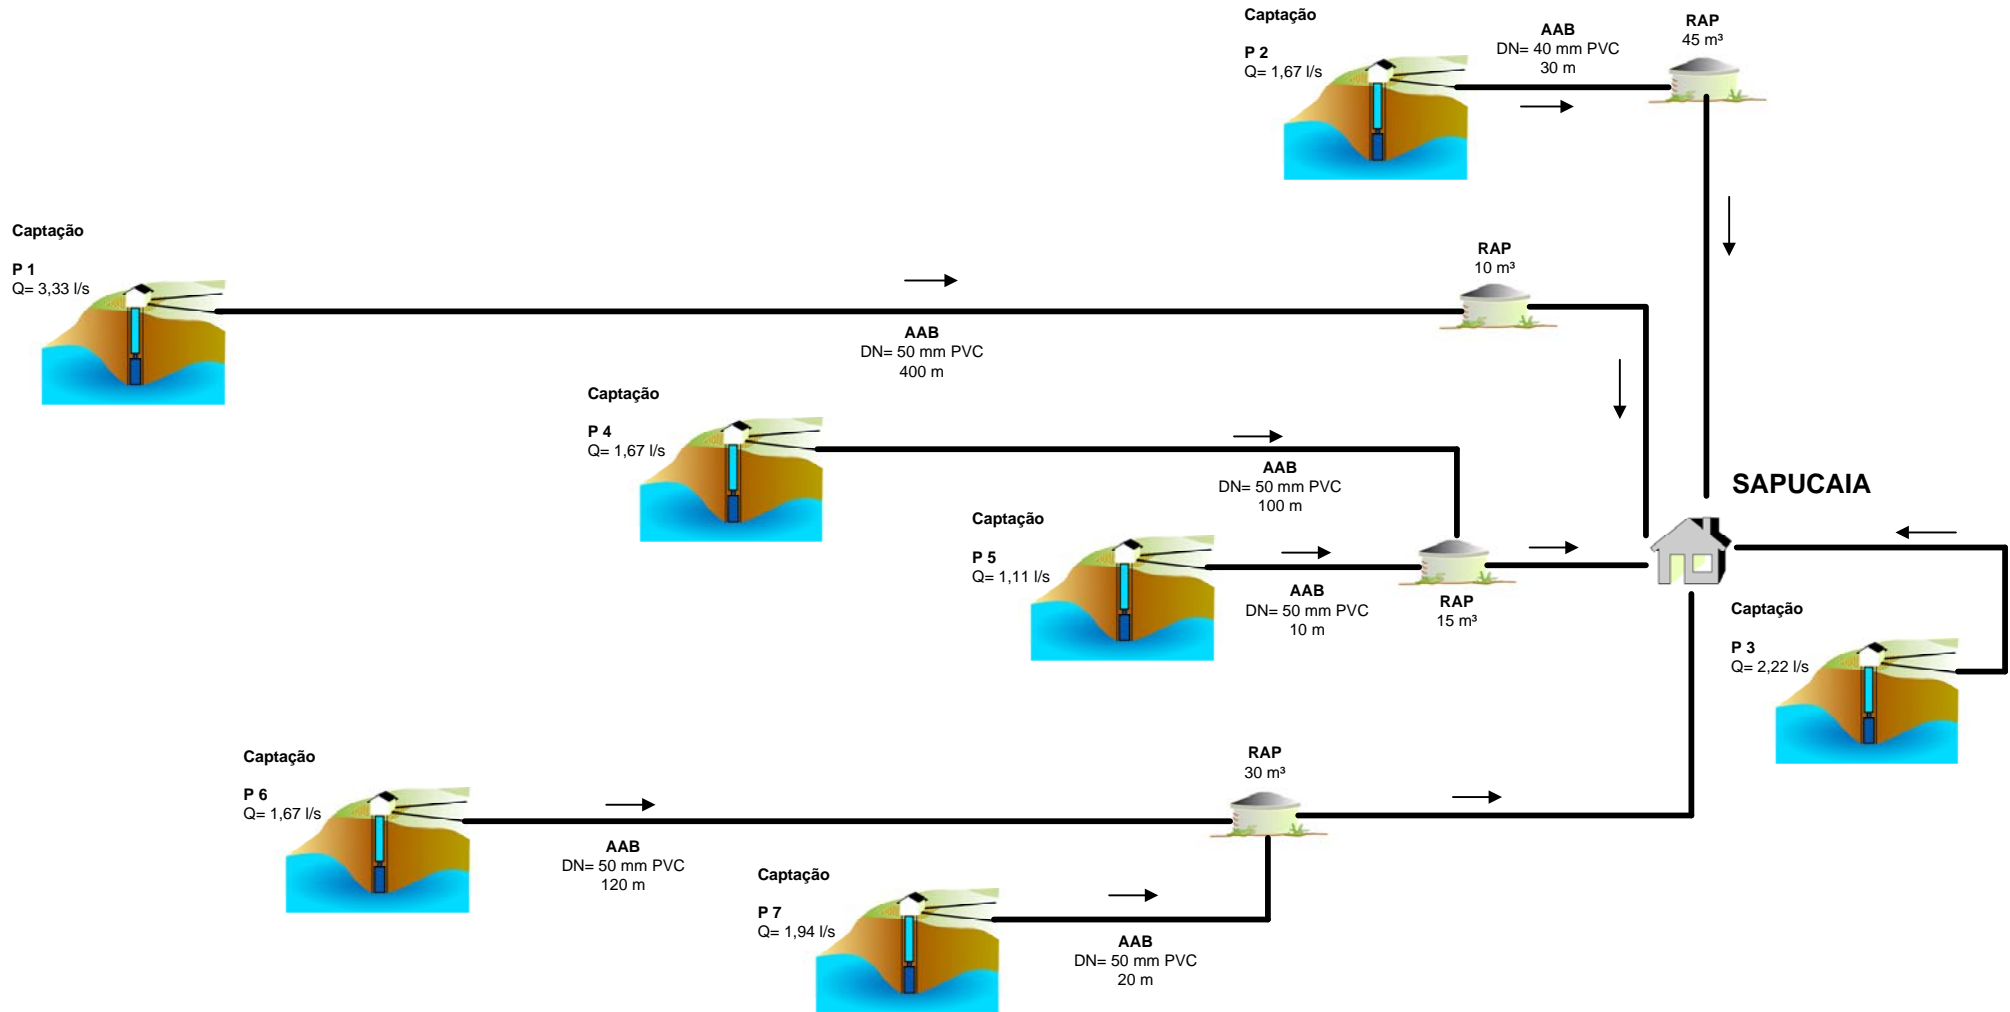 Captação
P 2
Q= 1,67 l/s
AAB
DN= 40 mm PVC
30 m
RAP
45 m³
Captação
P 1
Q= 3,33 l/s
AAB
DN= 50 mm PVC
400 m
RAP
10 m³
Captação
P 4
Q= 1,67 l/s
AAB
DN= 50 mm PVC
100 m
SAPUCAIA
Captação
P 5
Q= 1,11 l/s
AAB
DN= 50 mm PVC
10 m
RAP
15 m³
Captação
P 3
Q= 2,22 l/s
Captação
P 6
Q= 1,67 l/s
AAB
DN= 50 mm PVC
120 m
RAP
30 m³
Captação
P 7
Q= 1,94 l/s
AAB
DN= 50 mm PVC
20 m